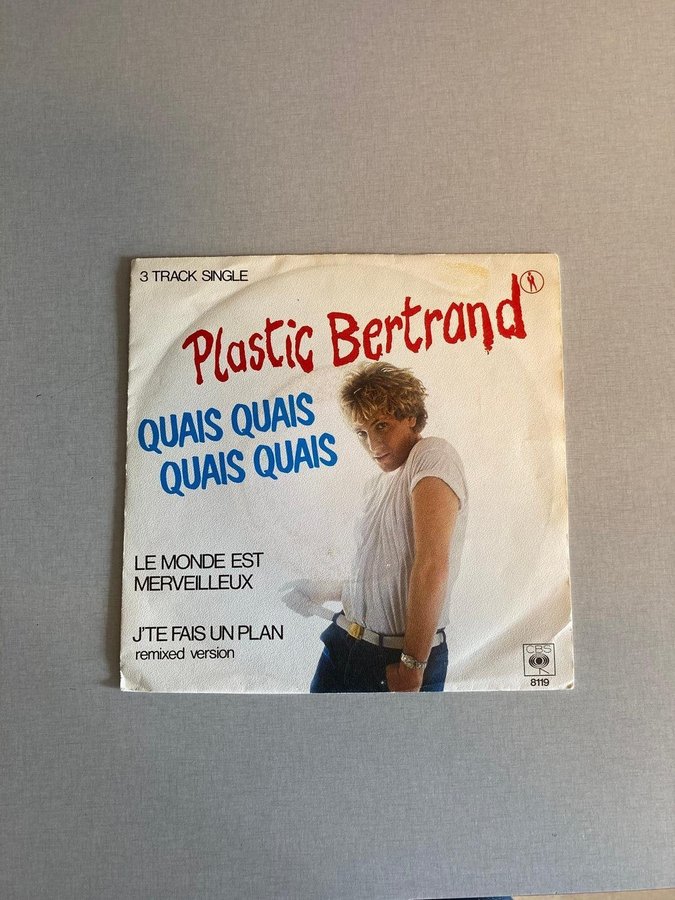 3 TRACK SINGLE
Plastic Bertrand
QUAIS QUAIS
QUAIS QUAIS
LE MONDE EST
MERVEILLEUX
J'TE FAIS UN PLAN
remixed version
CBS
8119